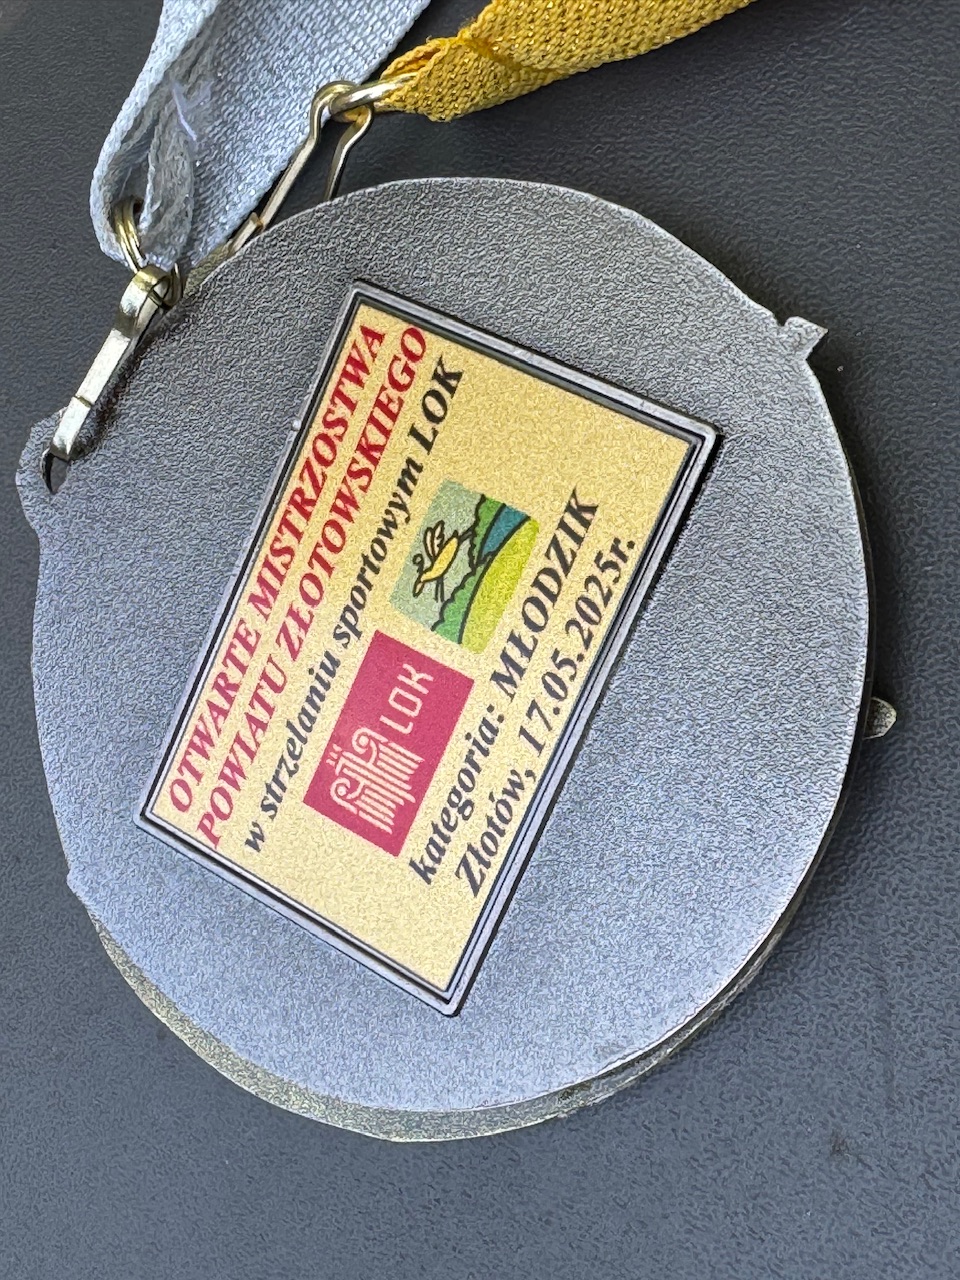 OTWARTE MISTRZOSTWA
POWIATU ZŁOTOWSKIEGO
w strzelaniu sportowym LOK
LOK
kategoria: MŁODZIK
Złotów, 17.05.2025r.